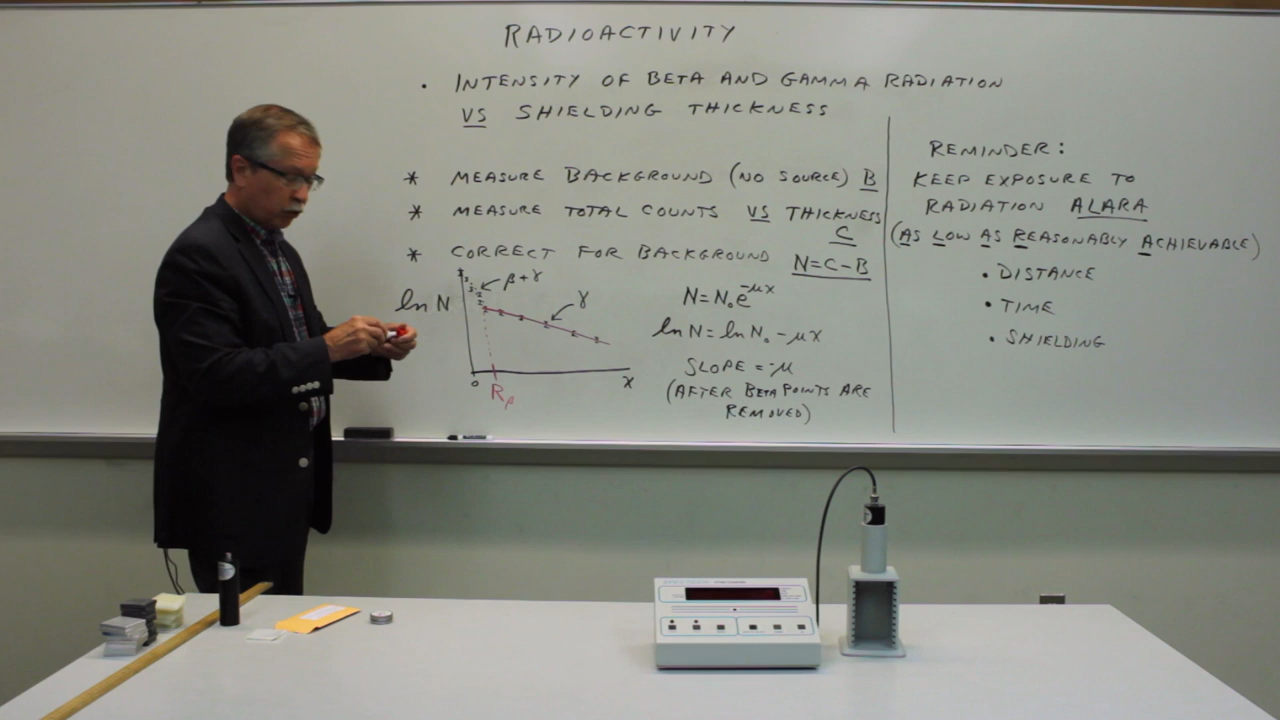 RADIOACTIVITY
. INTENSITY OF BETA AND GAMMA RADIATION
VS SHIELDING THICKNESS
* MEASURE BACKGROUND (NO SOURCE) B
* MEASURE TOTAL COUNTS VS THICKNESS
C
* CORRECT FOR BACKGROUND N=C-B
β+γ
γ
ln N
0
Rβ
X
N=N₀e^-μx
ln N = ln N₀ - μx
SLOPE = -μ
(AFTER BETA POINTS ARE
REMOVED)
REMINDER:
KEEP EXPOSURE TO
RADIATION ALARA
(AS LOW AS REASONABLY ACHIEVABLE)
• DISTANCE
• TIME
• SHIELDING